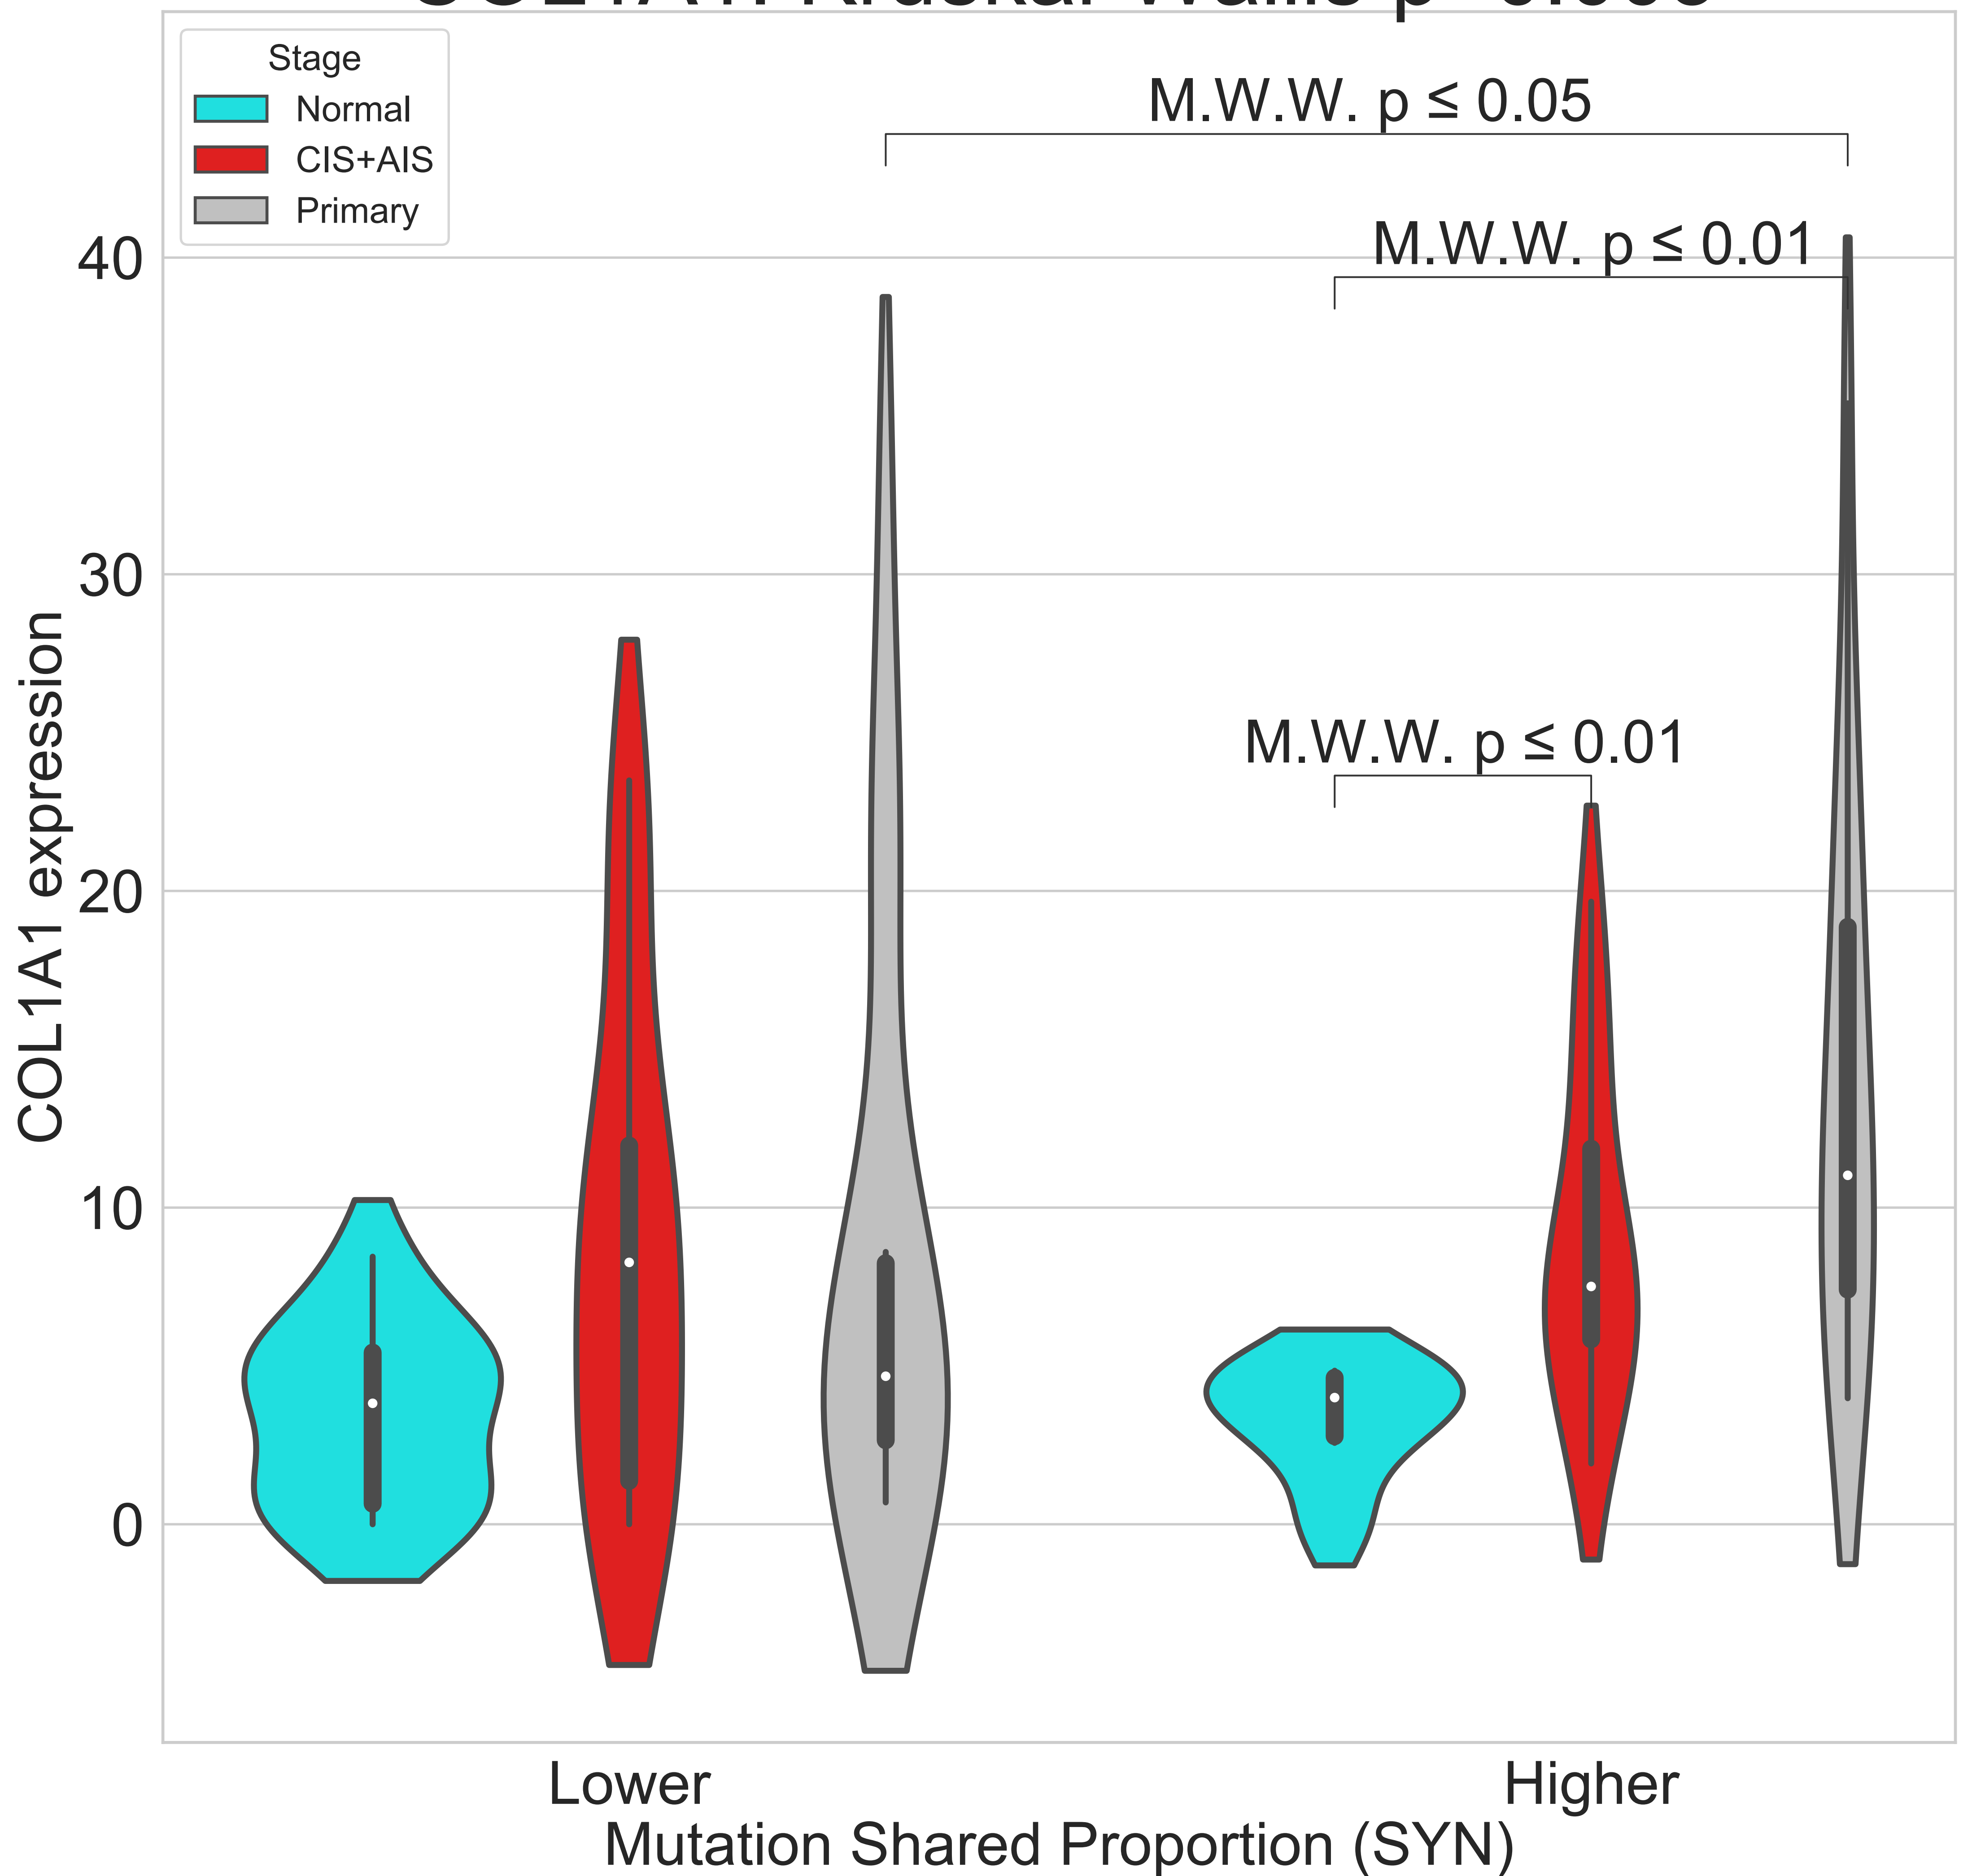 Stage
Normal
CIS+AIS
Primary
M.W.W. p ≤ 0.05
M.W.W. p ≤ 0.01
M.W.W. p ≤ 0.01
40
30
20
10
0
COL1A1 expression
Lower
Higher
Mutation Shared Proportion (SYN)